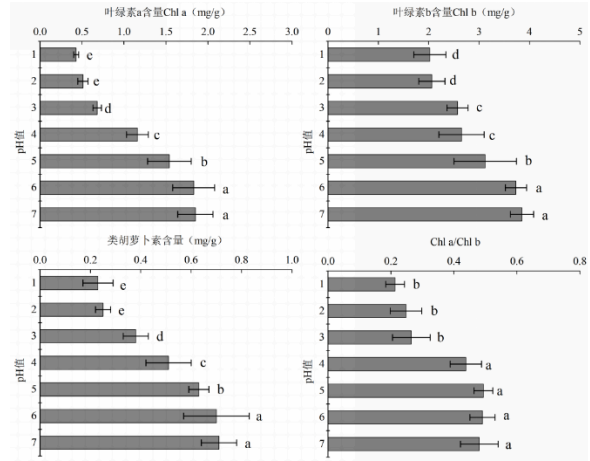 叶绿素a含量Chl a（mg/g）
0.0 0.5 1.0 1.5 2.0 2.5 3.0
pH值
1 e
2 e
3 d
4 c
5 b
6 a
7 a
叶绿素b含量Chl b（mg/g）
0 1 2 3 4 5
pH值
1 d
2 d
3 c
4 c
5 b
6 a
7 a
类胡萝卜素含量（mg/g）
0.0 0.2 0.4 0.6 0.8 1.0
pH值
1 e
2 e
3 d
4 c
5 b
6 a
7 a
Chl a/Chl b
0.0 0.2 0.4 0.6 0.8
pH值
1 b
2 b
3 b
4 a
5 a
6 a
7 a